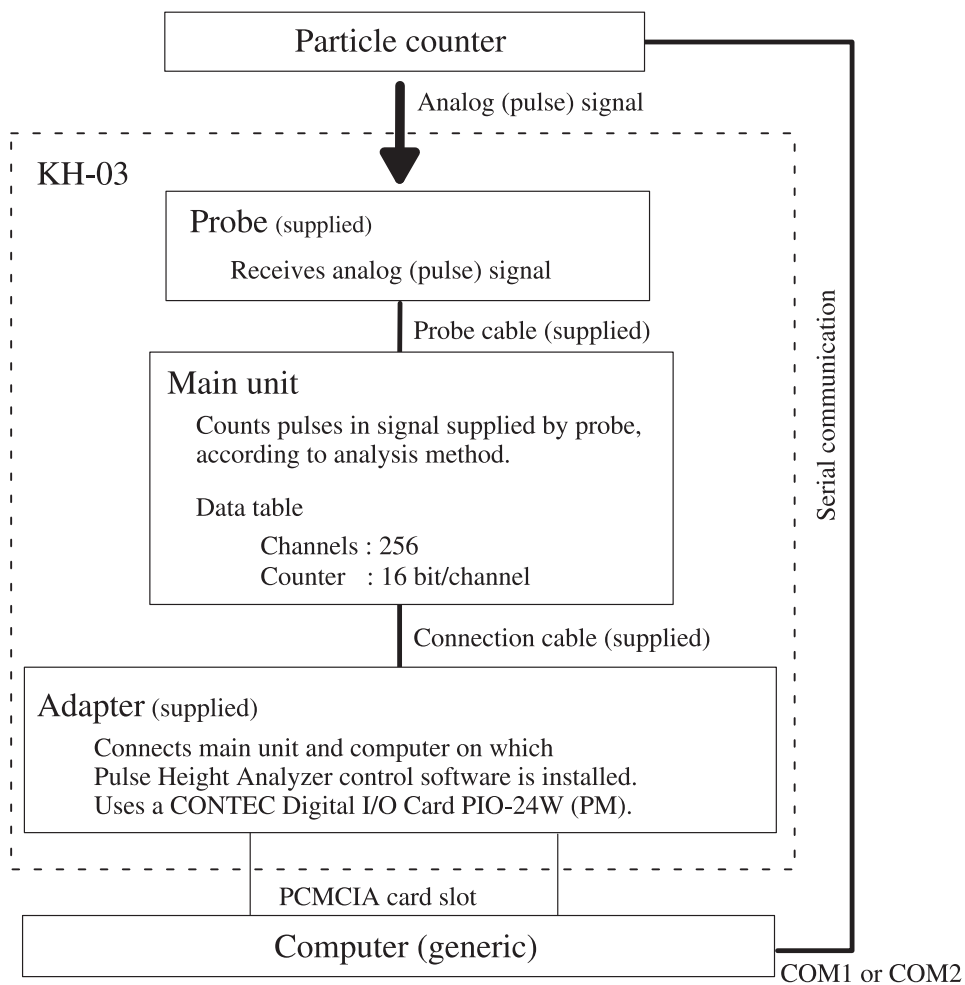 Particle counter
Analog (pulse) signal
KH-03
Probe (supplied)
Receives analog (pulse) signal
Probe cable (supplied)
Main unit
Counts pulses in signal supplied by probe,
according to analysis method.
Data table
Channels : 256
Counter : 16 bit/channel
Connection cable (supplied)
Adapter (supplied)
Connects main unit and computer on which
Pulse Height Analyzer control software is installed.
Uses a CONTEC Digital I/O Card PIO-24W (PM).
PCMCIA card slot
Computer (generic)
Serial communication
COM1 or COM2